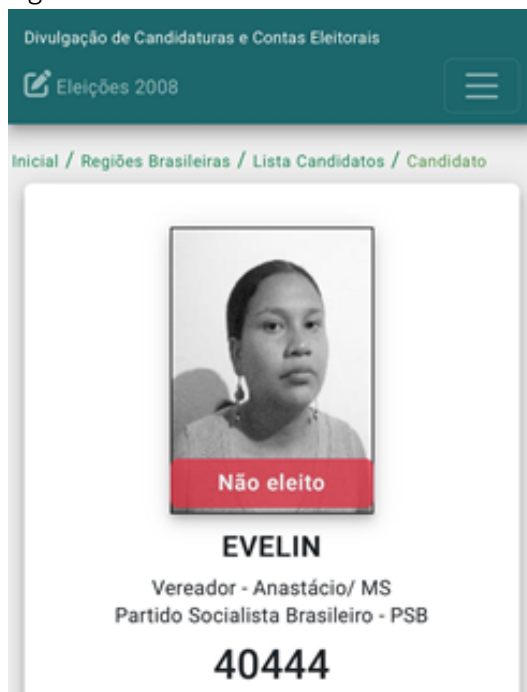 Divulgação de Candidaturas e Contas Eleitorais
Eleições 2008
Inicial / Regiões Brasileiras / Lista Candidatos / Candidato
Não eleito
EVELIN
Vereador - Anastácio/ MS
Partido Socialista Brasileiro - PSB
40444